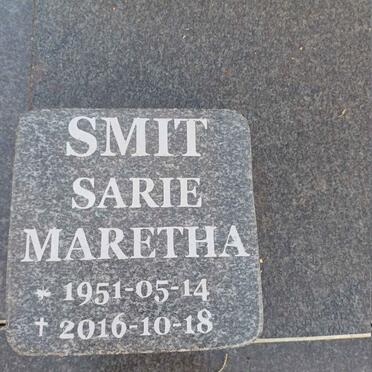 SMIT
SARIE
MARETHA
* 1951-05-14
† 2016-10-18